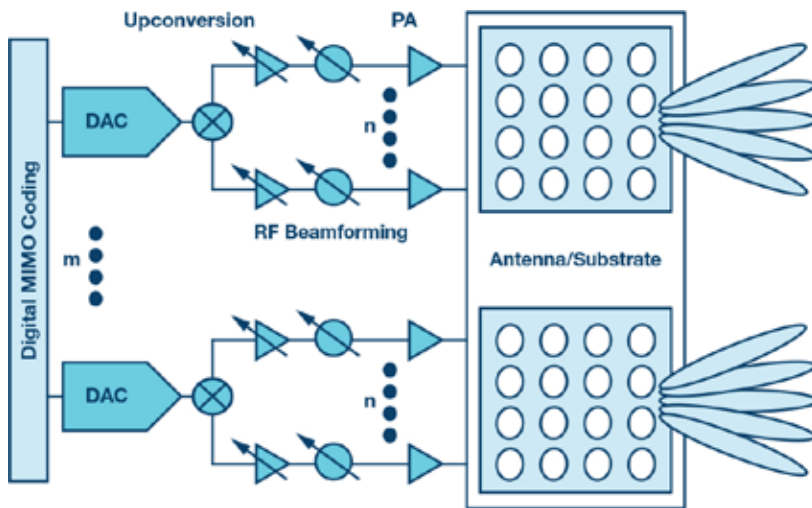 Upconversion
PA
DAC
n
RF Beamforming
Digital MIMO Coding
m
Antenna/Substrate
DAC
n